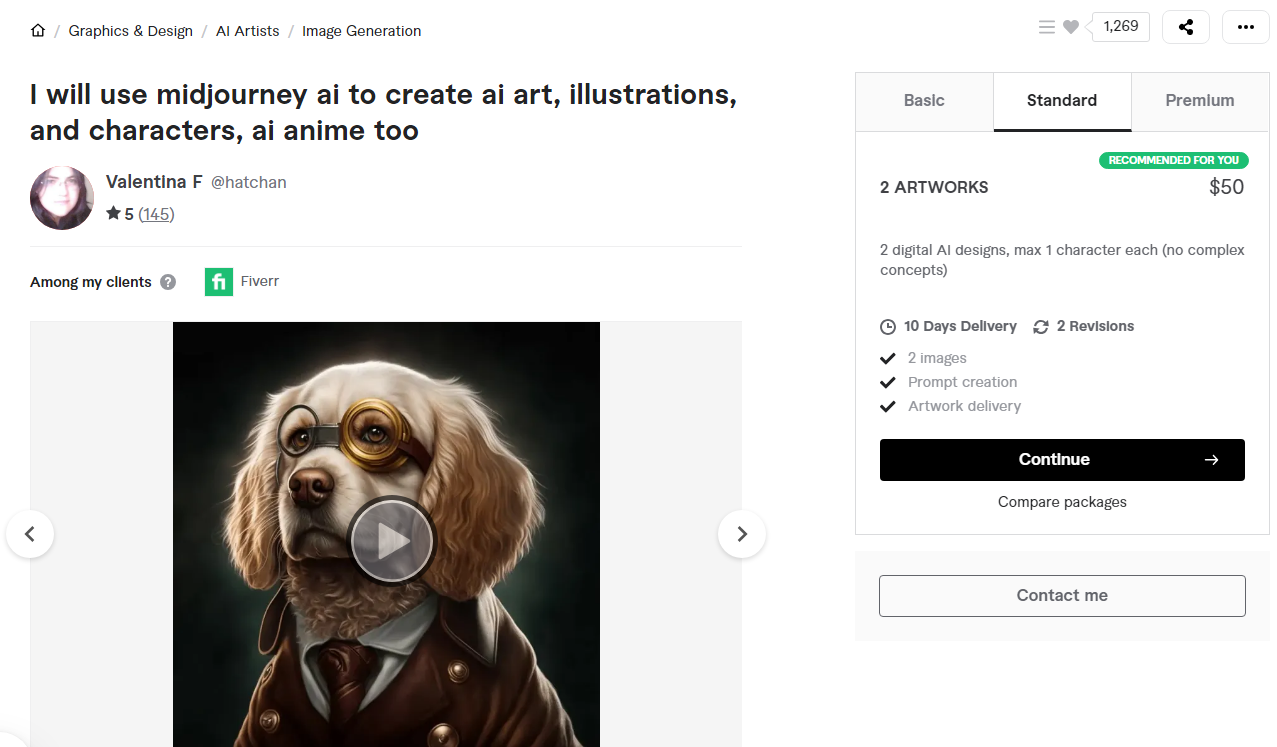 / Graphics & Design / AI Artists / Image Generation
1,269
I will use midjourney ai to create ai art, illustrations,
and characters, ai anime too
Valentina F @hatchan
5 (145)
Among my clients ? fi Fiverr
Basic Standard Premium
RECOMMENDED FOR YOU
2 ARTWORKS $50
2 digital AI designs, max 1 character each (no complex
concepts)
10 Days Delivery 2 Revisions
2 images
Prompt creation
Artwork delivery
Continue →
Compare packages
Contact me